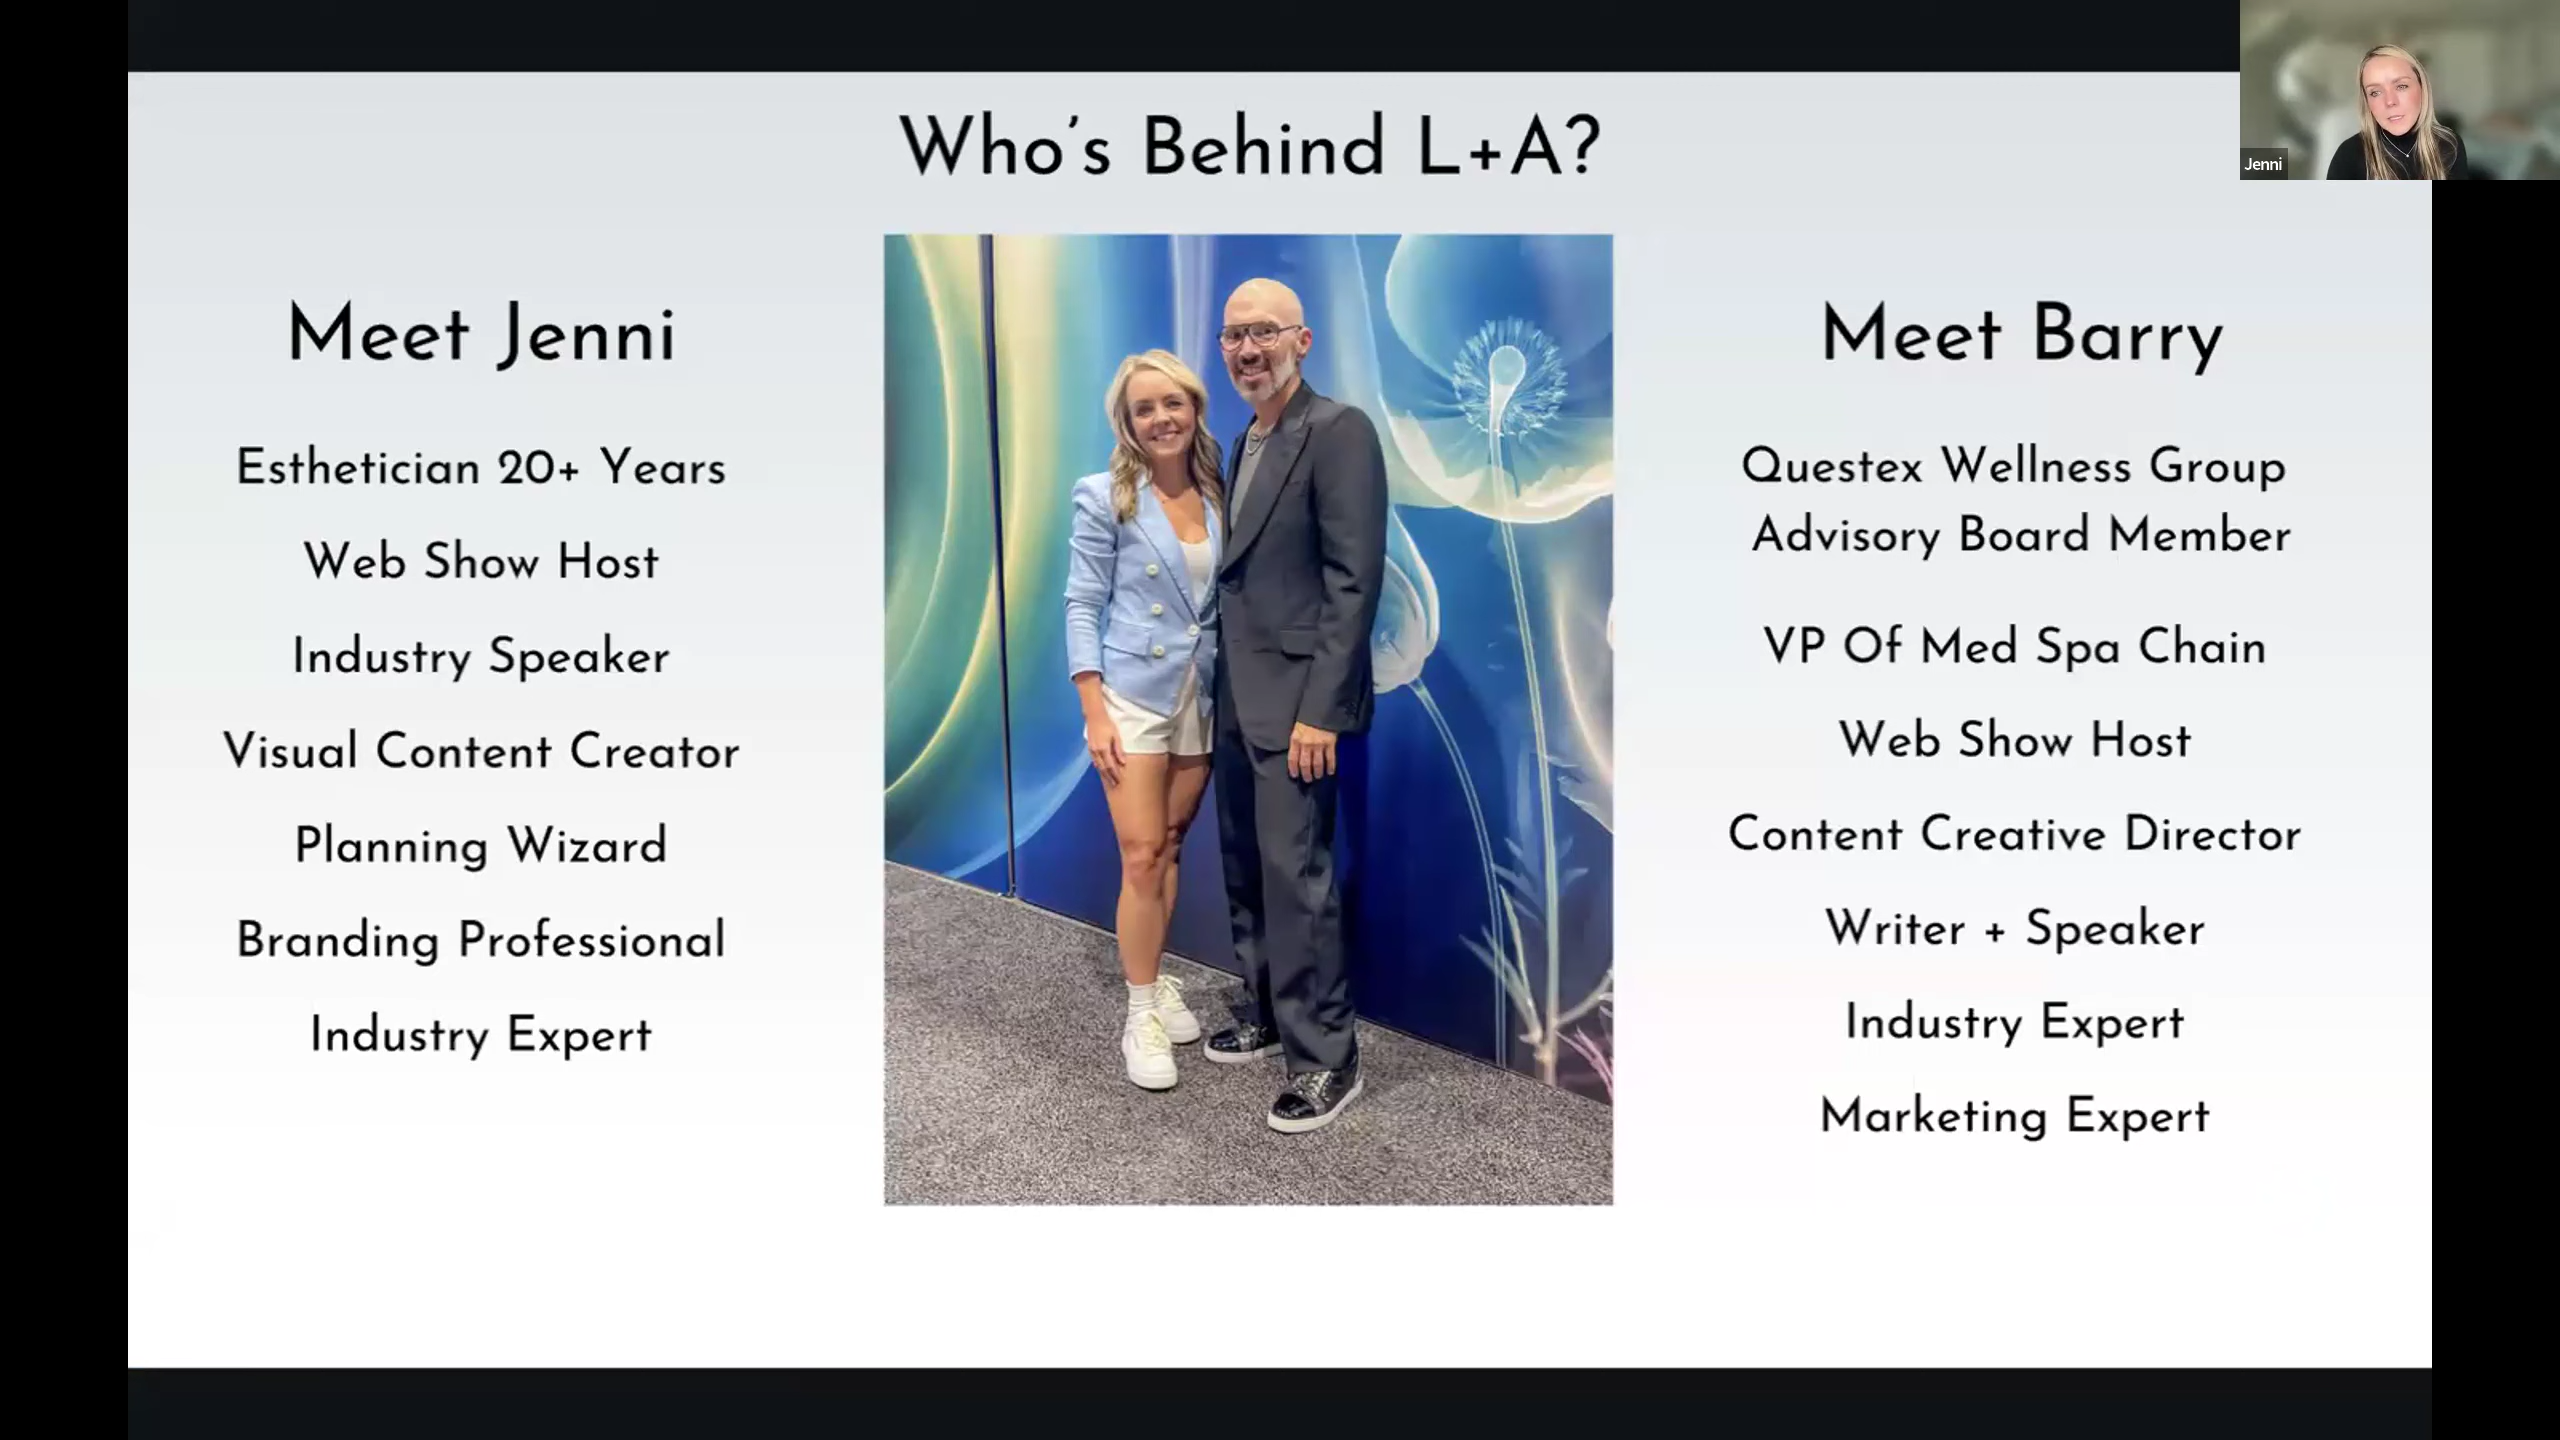 Who's Behind L+A?
Jenni
Meet Jenni
Esthetician 20+ Years
Web Show Host
Industry Speaker
Visual Content Creator
Planning Wizard
Branding Professional
Industry Expert
Meet Barry
Questex Wellness Group
Advisory Board Member
VP Of Med Spa Chain
Web Show Host
Content Creative Director
Writer + Speaker
Industry Expert
Marketing Expert